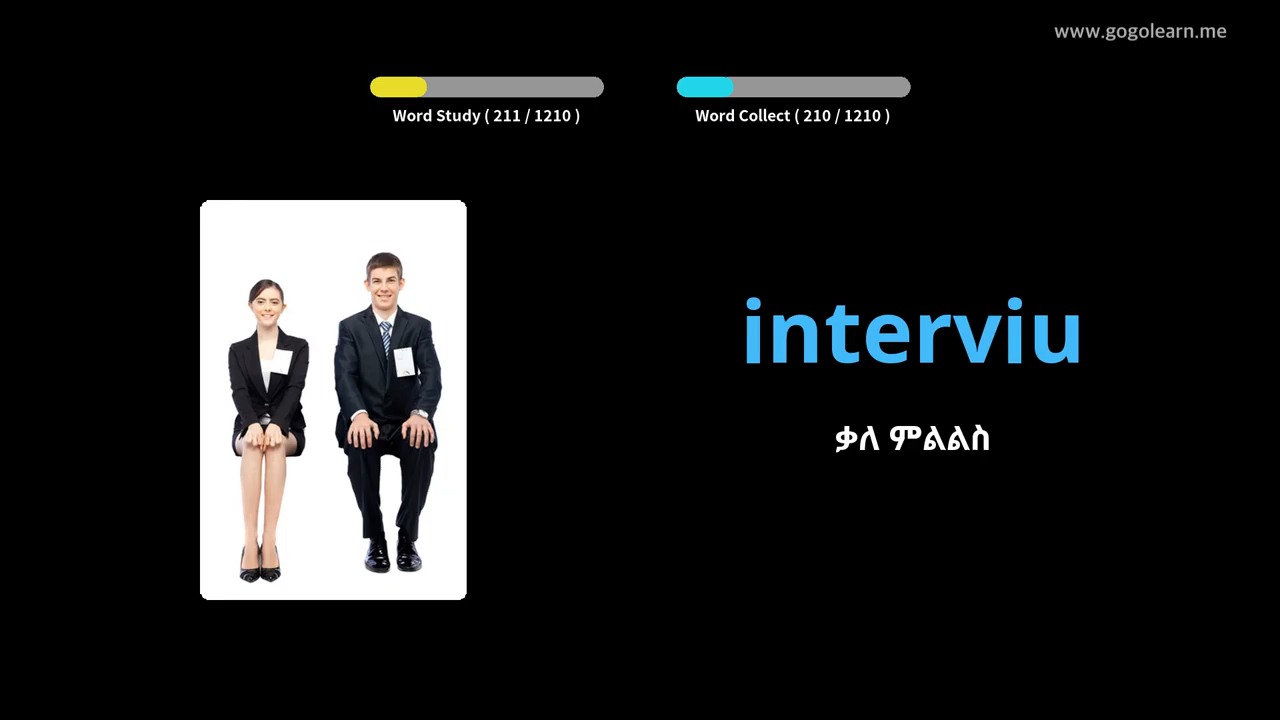 www.gogolearn.me
Word Study ( 211 / 1210 )
Word Collect ( 210 / 1210 )
interviu
ቃለ ምልልስ